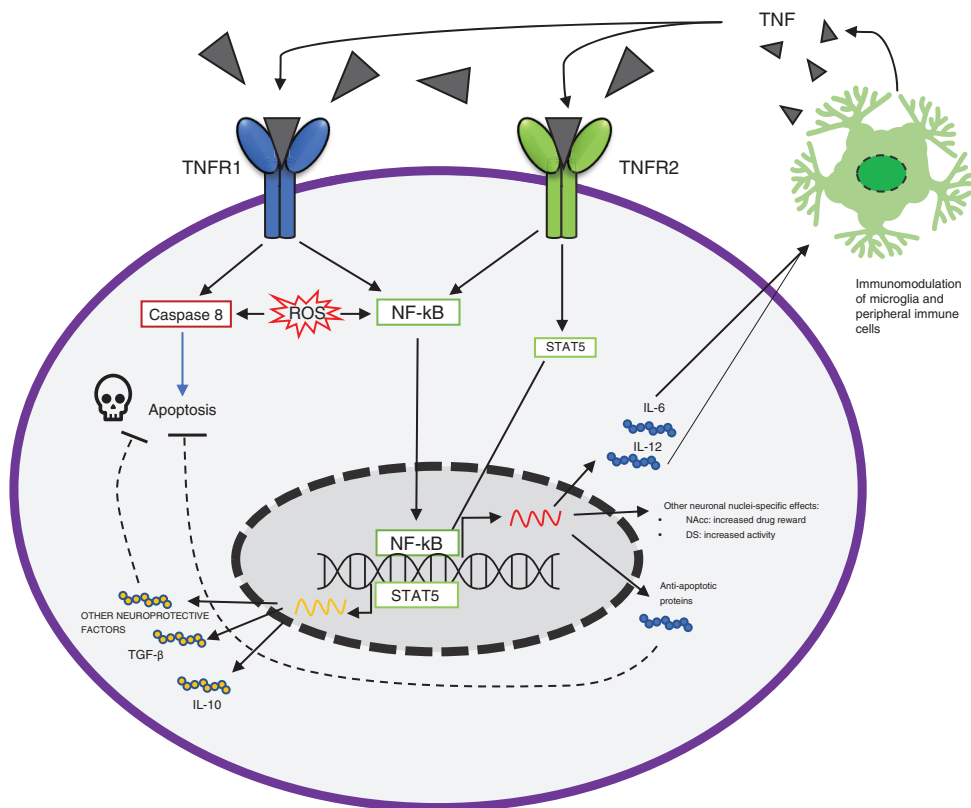 TNF
TNFR1
TNFR2
Immunomodulation
of microglia and
peripheral immune
cells
Caspase 8
ROS
NF-kB
STAT5
Apoptosis
IL-6
IL-12
Other neuronal nuclei-specific effects:
• NAcc: increased drug reward
• DS: increased activity
NF-kB
STAT5
Anti-apoptotic
proteins
OTHER NEUROPROTECTIVE
FACTORS
TGF-β
IL-10